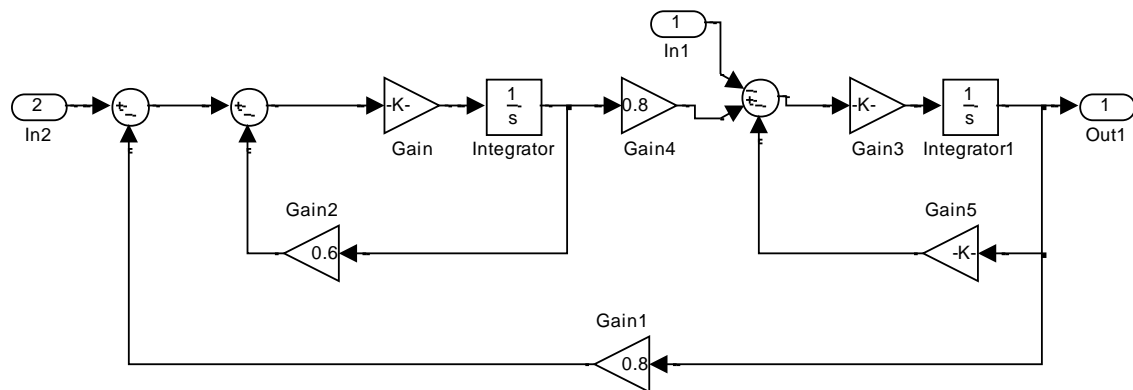 1
In1
2
In2
-K-
Gain
1
s
Integrator
0.8
Gain4
-K-
Gain3
1
s
Integrator1
1
Out1
Gain2
0.6
Gain5
-K-
Gain1
0.8